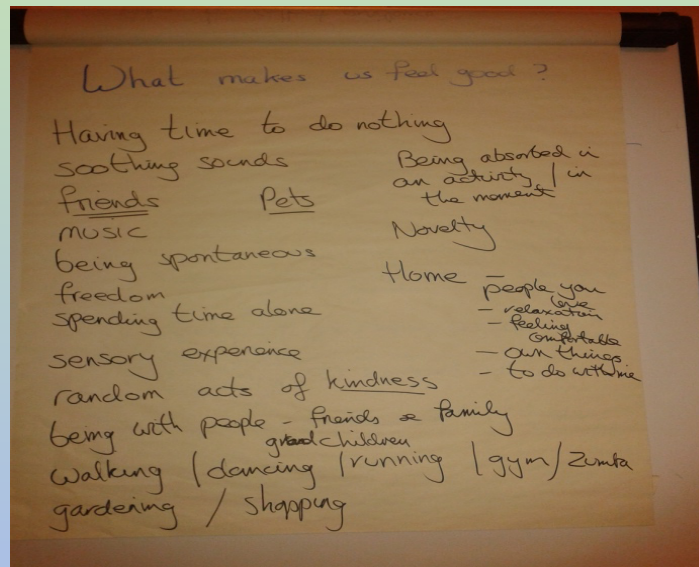 What makes us feel good?
Having time to do nothing
soothing sounds
friends Pets
music
being spontaneous
freedom
spending time alone
sensory experience
random acts of kindness
being with people - friends & family
grandchildren
walking / dancing / running / gym / zumba
gardening / shopping
Being absorbed in
an activity / in
the moment
Novelty
Home - people you
love
- relaxation
- feeling
comfortable
- own things
- to do with me